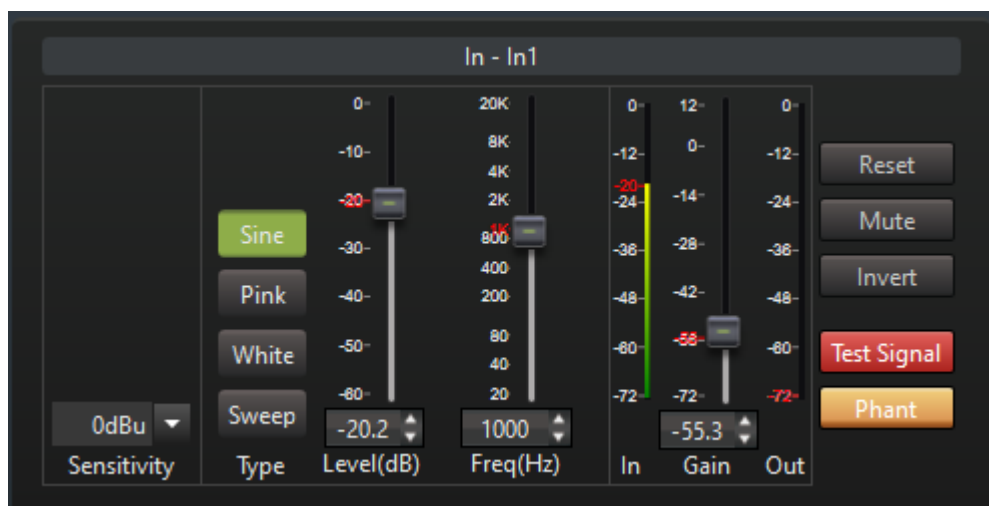 In - In1
0 -10 -20 -30 -40 -50 -60
20K 8K 4K 2K 1K 800 400 200 80 40 20
0 -12 -20 -24 -36 -48 -60 -72
12 0 -14 -28 -42 -72
0 -12 -24 -36 -48 -60 -72
Sine
Pink
White
Sweep
Reset
Mute
Invert
Test Signal
Phant
0dBu
-20.2
1000
-55.3
Sensitivity
Type
Level(dB)
Freq(Hz)
In
Gain
Out